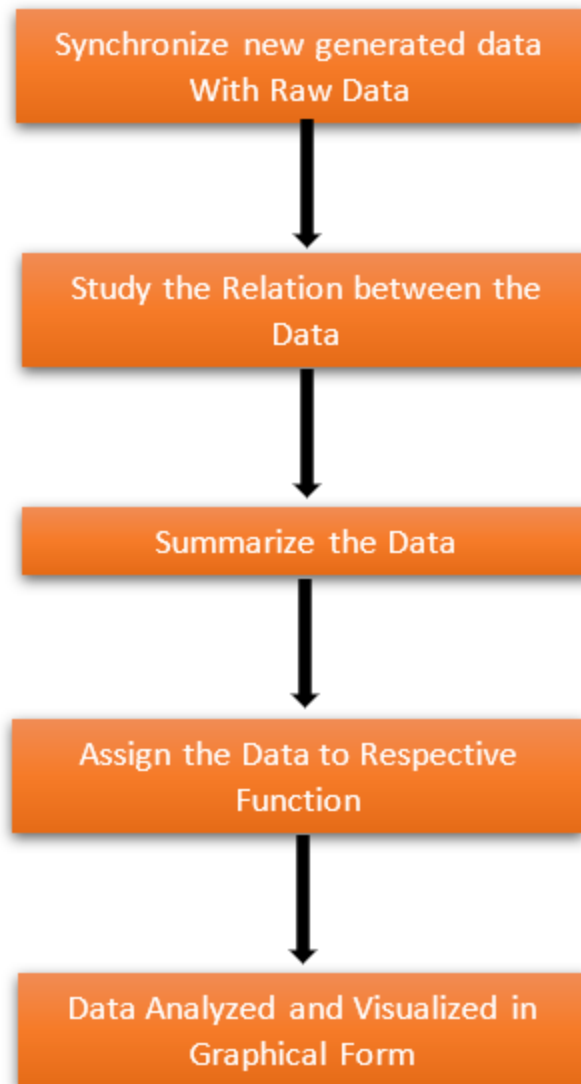 Synchronize new generated data
With Raw Data
Study the Relation between the
Data
Summarize the Data
Assign the Data to Respective
Function
Data Analyzed and Visualized in
Graphical Form